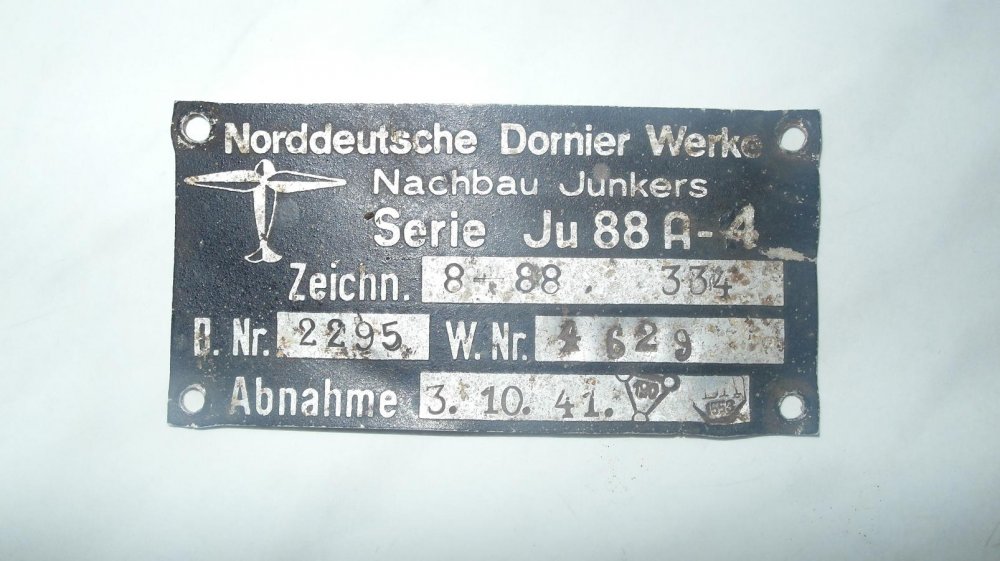 Norddeutsche Dornier Werke
Nachbau Junkers
Serie Ju 88 A-4
Zeichn. 8-88. 334
B. Nr. 2295 W. Nr. 4629
Abnahme 3. 10. 41. 190